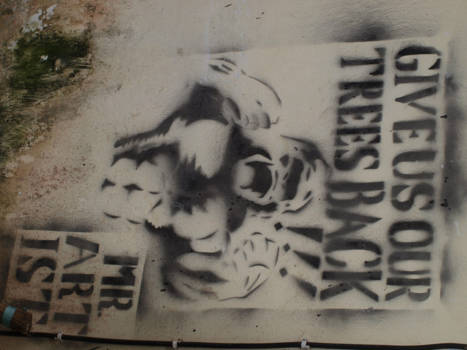 GIVE US OUR
TREES BACK
!!
MR
ART
IST